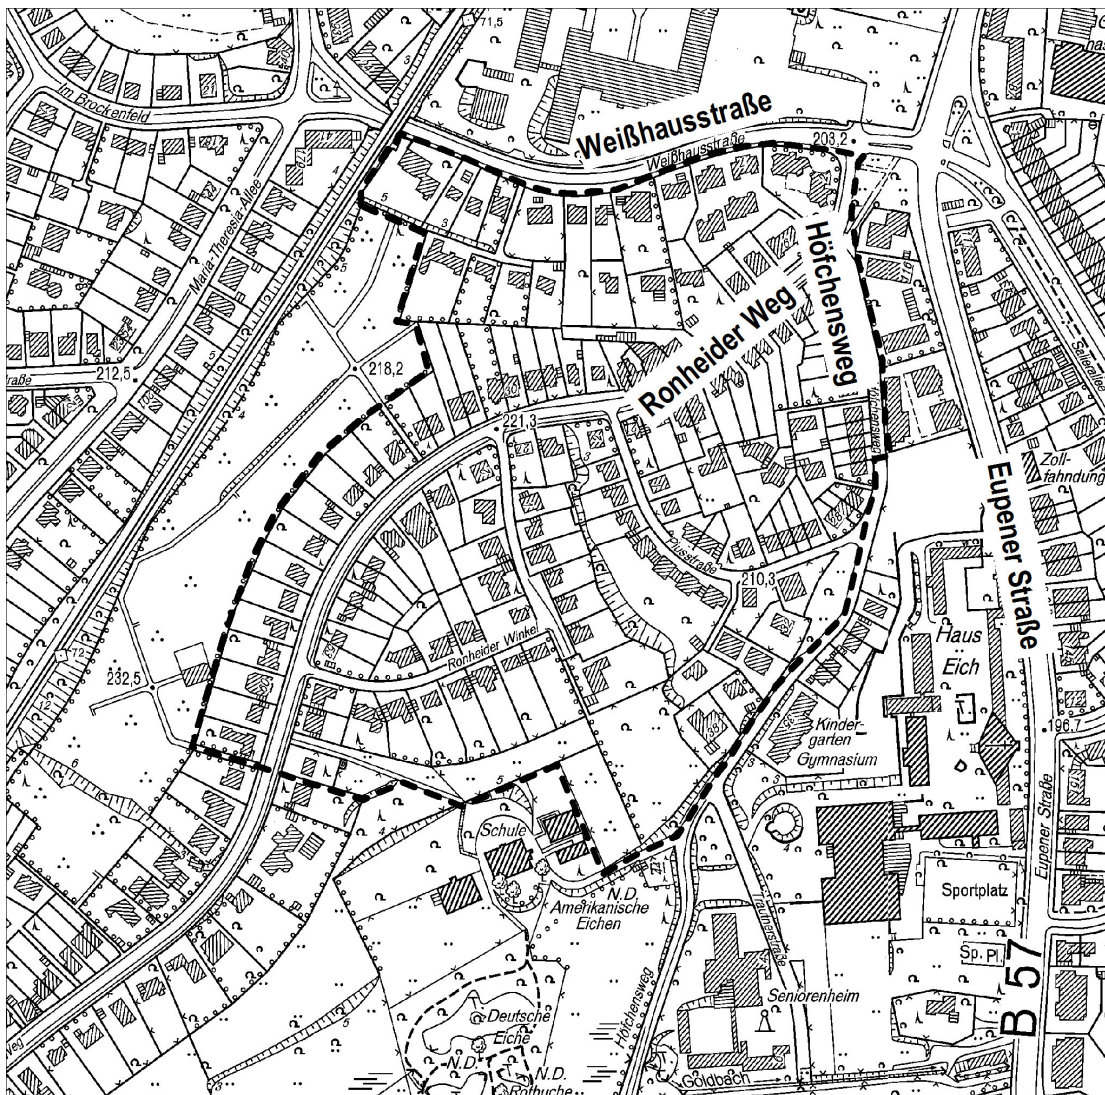 71,5
Im Brockenfeld
Weißhausstraße
Weißhausstraße
203,2
Maria-Theresia-Allee
Höfchensweg
Ronheider Weg
212,5
218,2
221,3
Eupener Straße
Zoll-
fahndung
210,3
Haus
Eich
Ronheider Winkel
72
232,5
12
196,7
Kinder-
garten
Gymnasium
Schule
Eupener Straße
Sportplatz
N.D.
Amerikanische
Eichen
Sp. Pl.
B 57
Seniorenheim
Höfchensweg
Deutsche
Eiche
N.D.
N.D.
Rotbuche
Goldbach